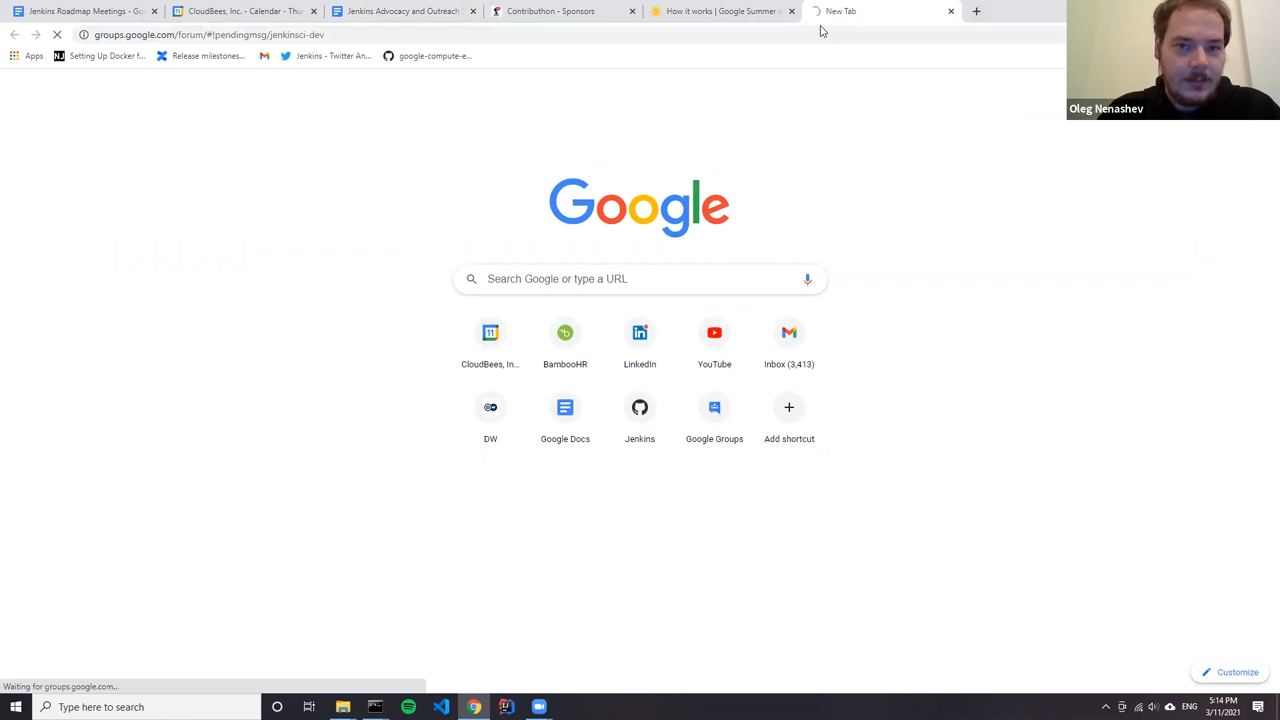 Jenkins Roadmap Meetings - Go
CloudBees, Inc. - Calendar - Thu
Jenkins Advocacy and Outreach
Contributhon - Sponsors
How it works | Google Summer o
New Tab
groups.google.com/forum/#!pendingmsg/jenkinsci-dev
Apps
Setting Up Docker f...
Release milestones...
Jenkins - Twitter An...
google-compute-e...
Oleg Nenashev
Google
Search Google or type a URL
CloudBees, In...
BambooHR
LinkedIn
YouTube
Inbox (3,413)
DW
Google Docs
Jenkins
Google Groups
Add shortcut
Customize
Waiting for groups.google.com...
Type here to search
ENG
5:14 PM
3/11/2021